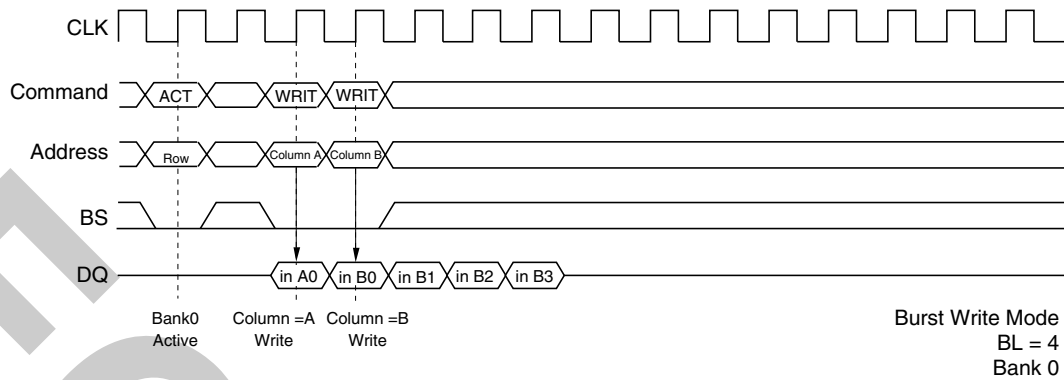 CLK
Command ACT WRIT WRIT
Address Row Column A Column B
BS
DQ in A0 in B0 in B1 in B2 in B3
Bank0 Column =A Column =B
Active Write Write
Burst Write Mode
BL = 4
Bank 0